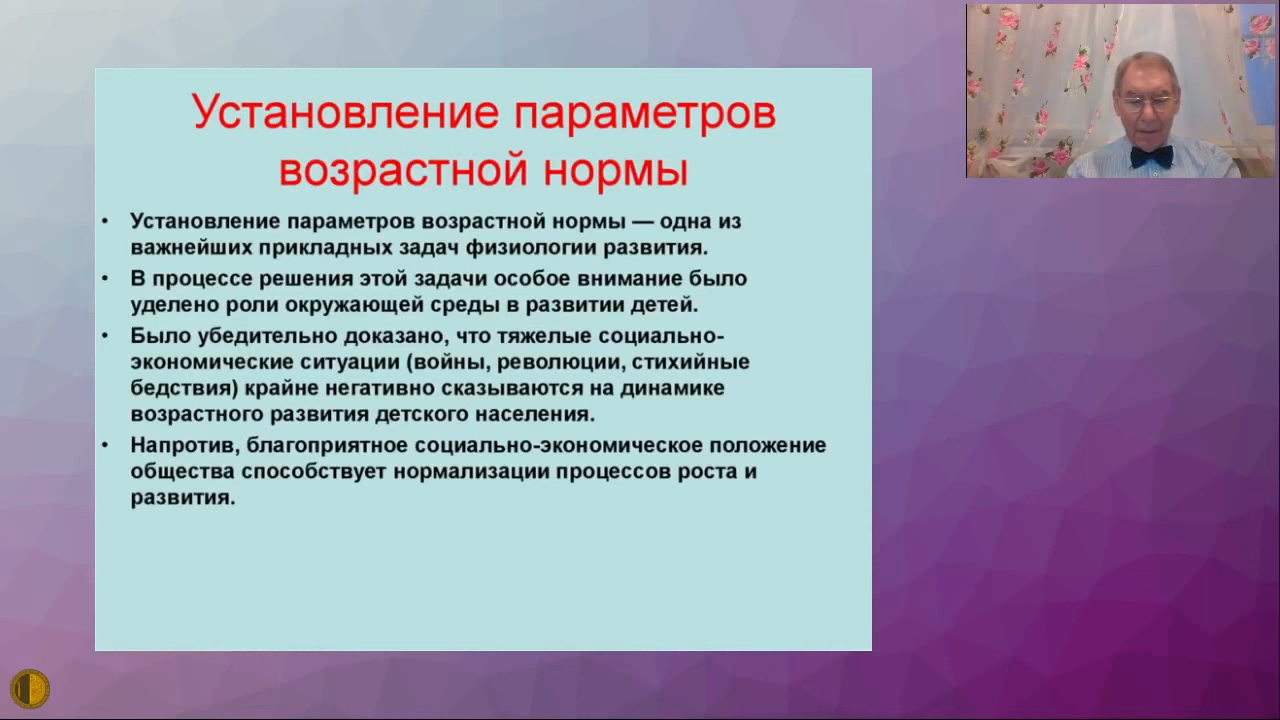 Установление параметров
возрастной нормы
• Установление параметров возрастной нормы — одна из
важнейших прикладных задач физиологии развития.
• В процессе решения этой задачи особое внимание было
уделено роли окружающей среды в развитии детей.
• Было убедительно доказано, что тяжелые социально-
экономические ситуации (войны, революции, стихийные
бедствия) крайне негативно сказываются на динамике
возрастного развития детского населения.
• Напротив, благоприятное социально-экономическое положение
общества способствует нормализации процессов роста и
развития.